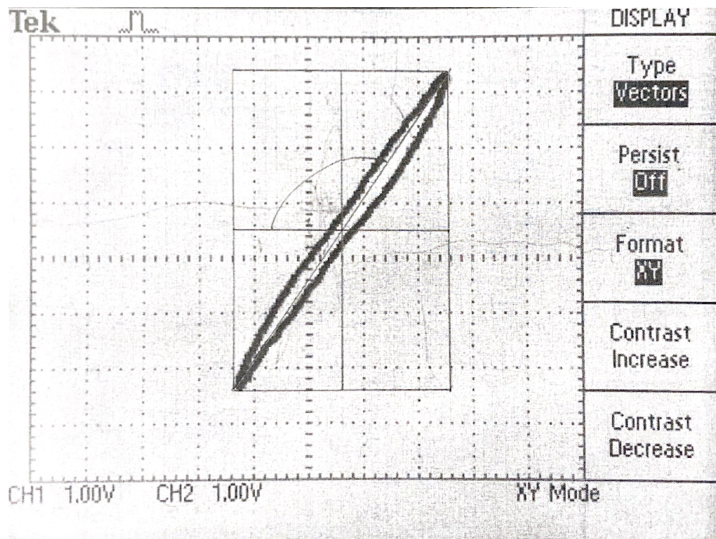 Tek
DISPLAY
Type
Vectors
Persist
Off
Format
XY
Contrast
Increase
Contrast
Decrease
CH1 1.00V CH2 1.00V XY Mode